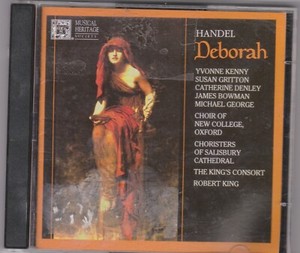 MUSICAL
HERITAGE
SOCIETY
HANDEL
Deborah
YVONNE KENNY
SUSAN GRITTON
CATHERINE DENLEY
JAMES BOWMAN
MICHAEL GEORGE
CHOIR OF
NEW COLLEGE,
OXFORD
CHORISTERS
OF SALISBURY
CATHEDRAL
THE KING'S CONSORT
ROBERT KING